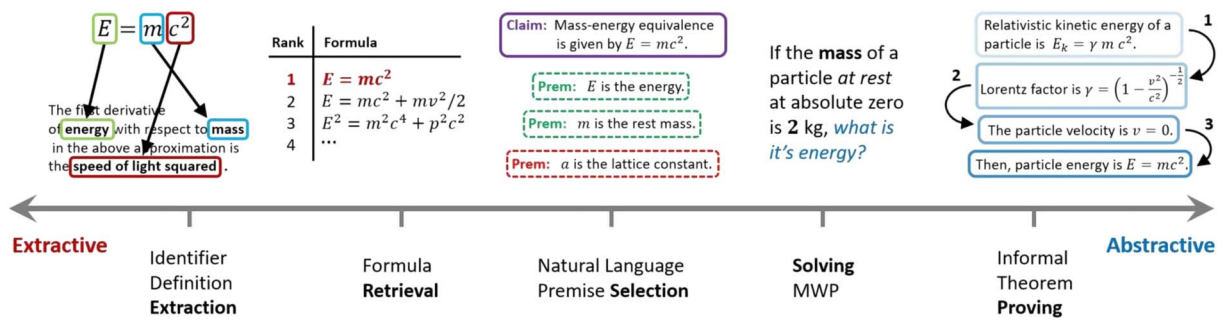 E = mc²
The first derivative
of energy with respect to mass
in the above approximation is
the speed of light squared .
Rank Formula
1 E = mc²
2 E = mc² + mv²/2
3 E² = m²c⁴ + p²c²
4 ...
Claim: Mass-energy equivalence
is given by E = mc².
Prem: E is the energy.
Prem: m is the rest mass.
Prem: a is the lattice constant.
If the mass of a
particle at rest
at absolute zero
is 2 kg, what is
it's energy?
Relativistic kinetic energy of a
particle is Eₖ = γ m c².
1
2
Lorentz factor is γ = (1 − v²/c²)^(-1/2)
The particle velocity is v = 0.
3
Then, particle energy is E = mc².
Extractive
Abstractive
Identifier
Definition
Extraction
Formula
Retrieval
Natural Language
Premise Selection
Solving
MWP
Informal
Theorem
Proving